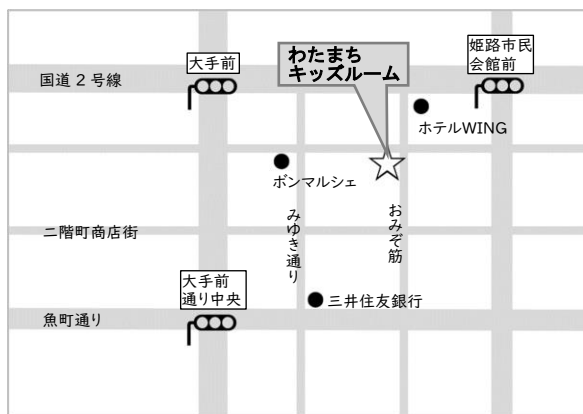 わたまち
キッズルーム
姫路市民
会館前
大手前
国道２号線
ホテルWING
ボンマルシェ
みゆき通り
おみぞ筋
二階町商店街
大手前
通り中央
三井住友銀行
魚町通り